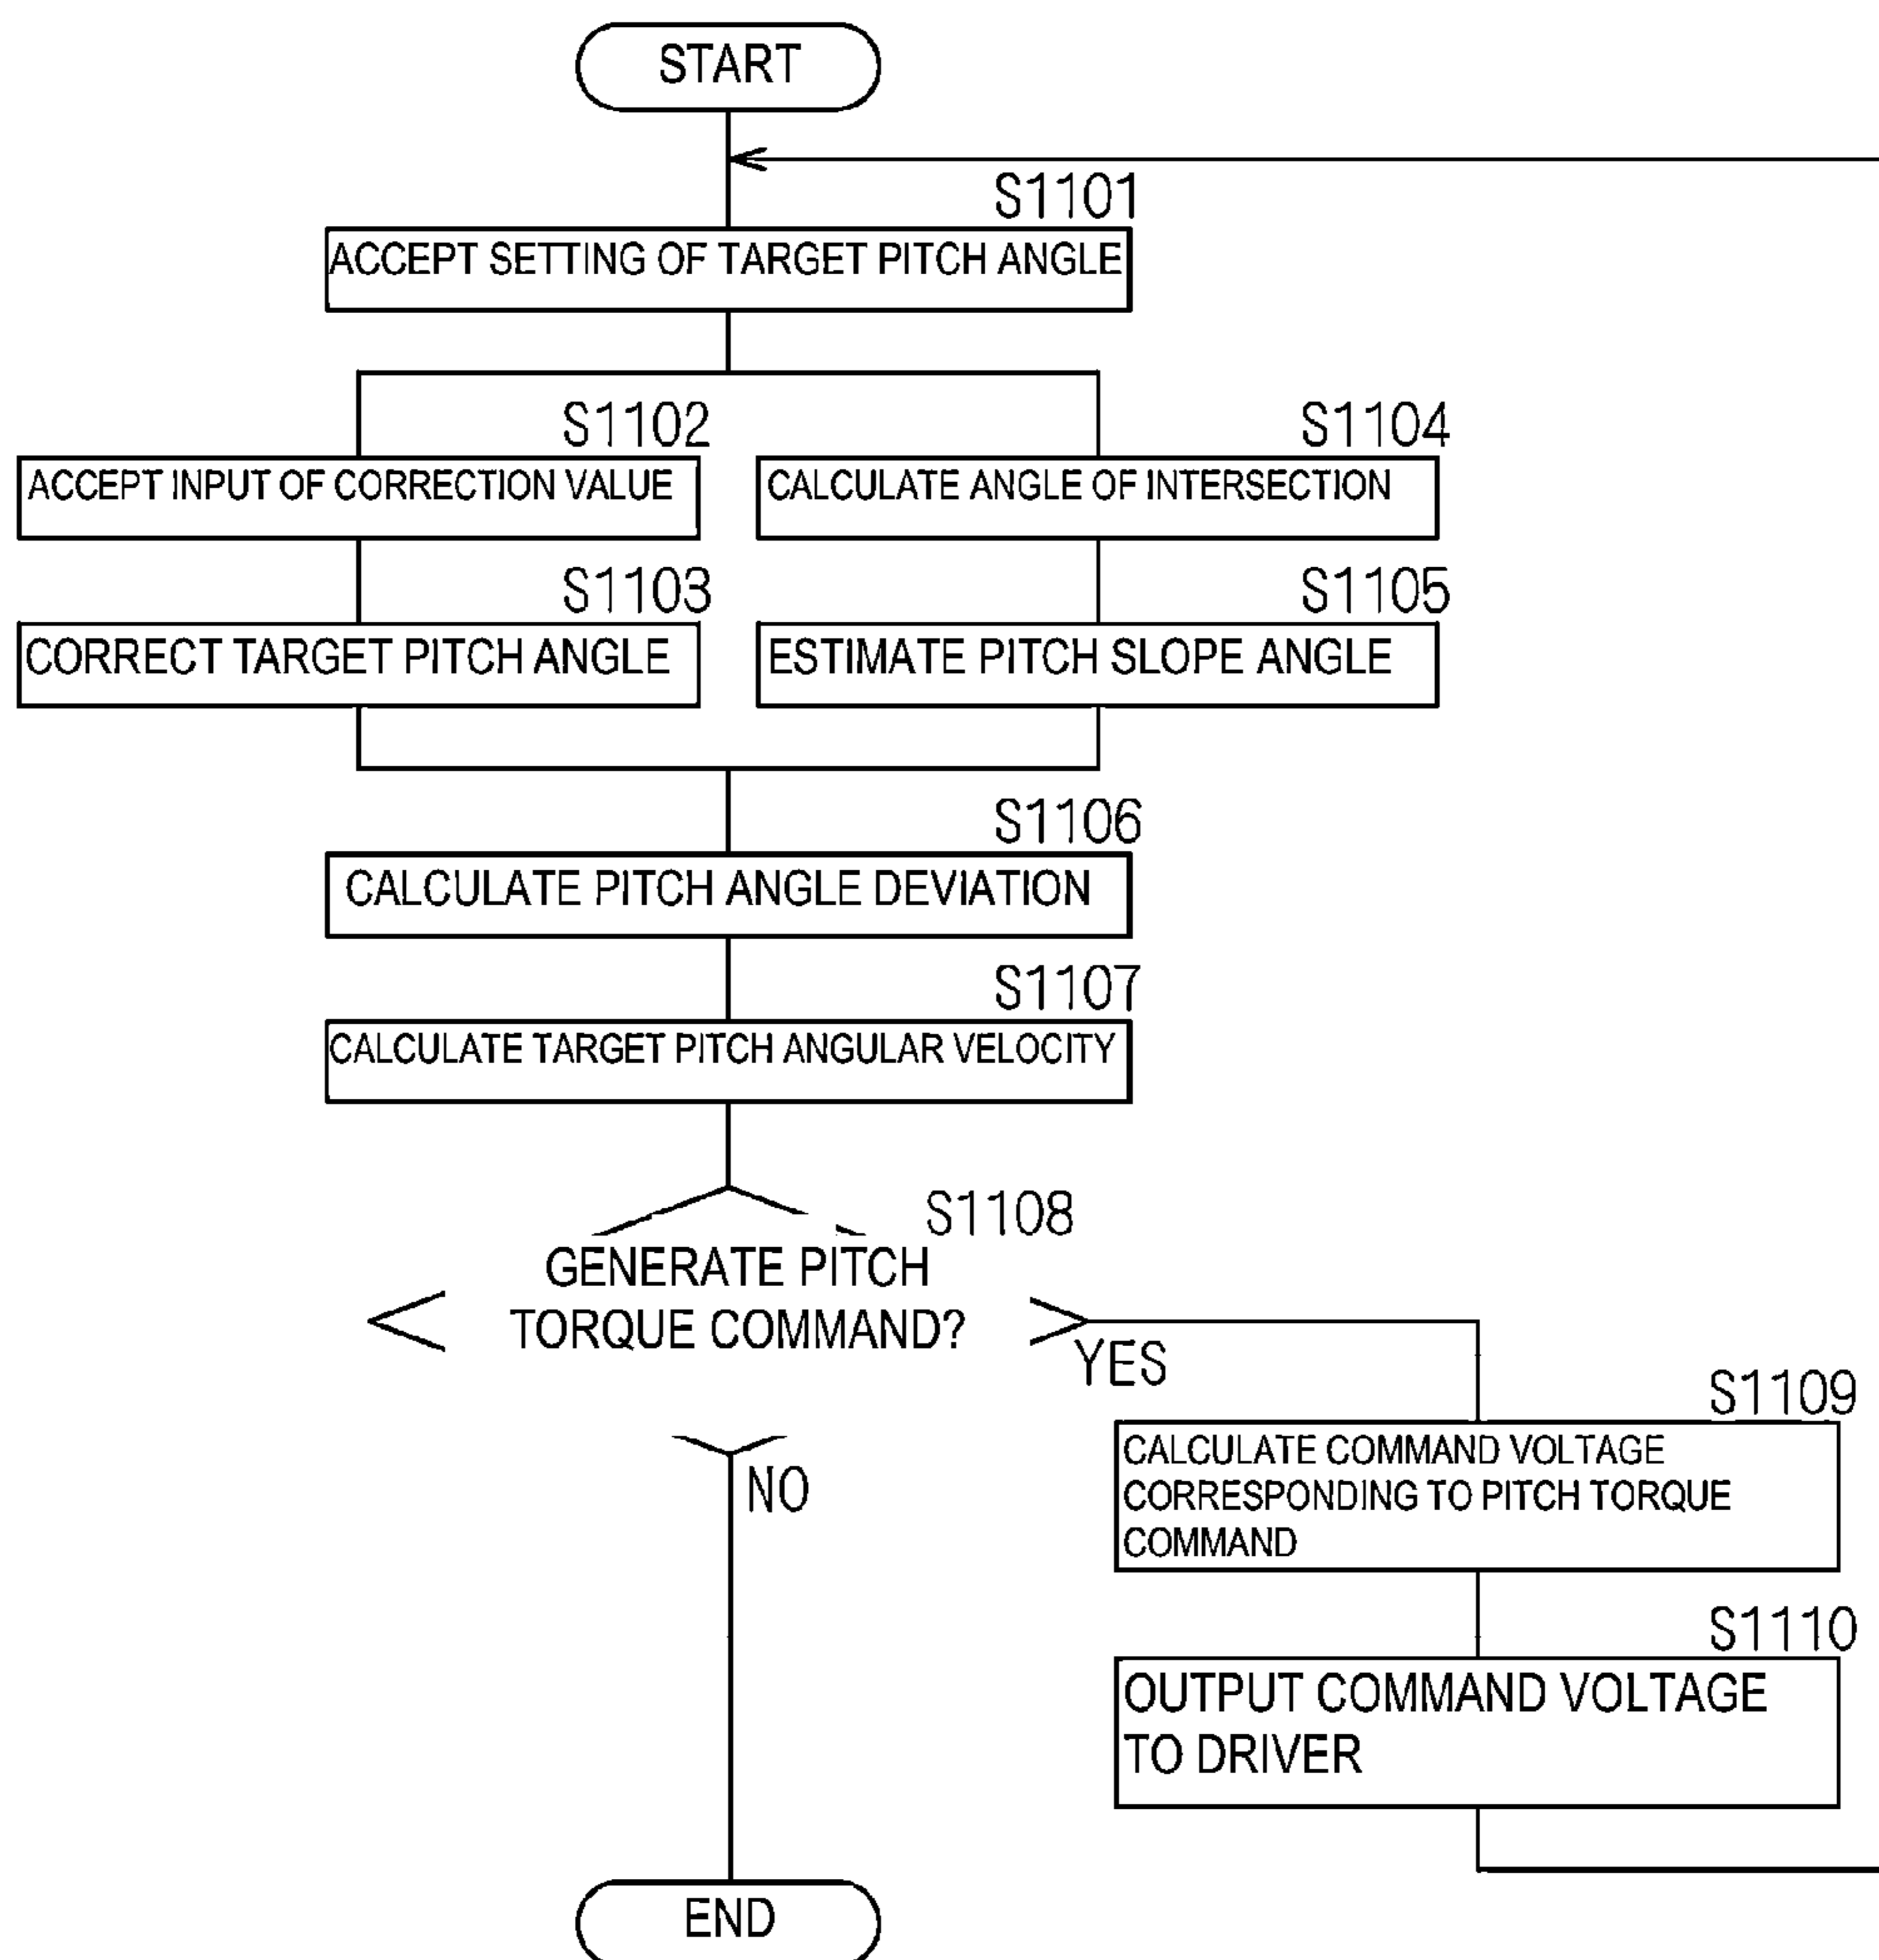 START
S1101
ACCEPT SETTING OF TARGET PITCH ANGLE
S1102
ACCEPT INPUT OF CORRECTION VALUE
S1104
CALCULATE ANGLE OF INTERSECTION
S1103
CORRECT TARGET PITCH ANGLE
S1105
ESTIMATE PITCH SLOPE ANGLE
S1106
CALCULATE PITCH ANGLE DEVIATION
S1107
CALCULATE TARGET PITCH ANGULAR VELOCITY
S1108
GENERATE PITCH
TORQUE COMMAND?
YES
NO
S1109
CALCULATE COMMAND VOLTAGE
CORRESPONDING TO PITCH TORQUE
COMMAND
S1110
OUTPUT COMMAND VOLTAGE
TO DRIVER
END